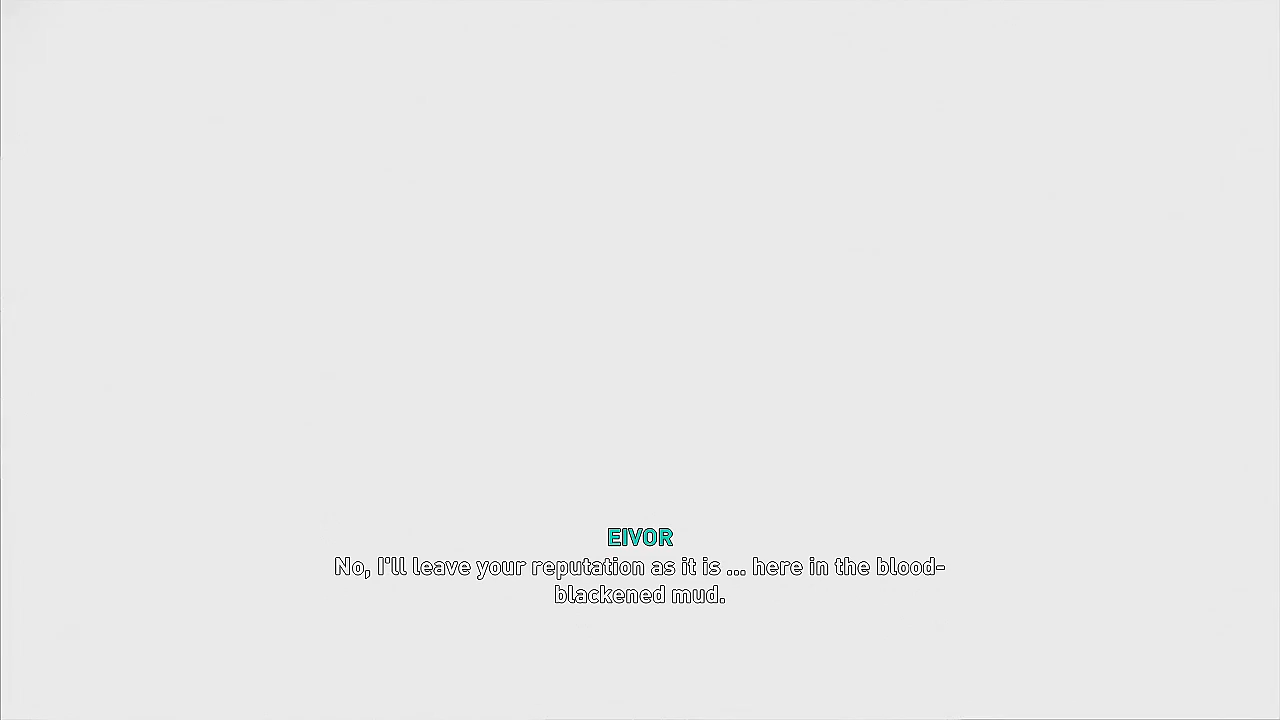 EIVOR
No, I'll leave your reputation as it is ... here in the blood-
blackened mud.